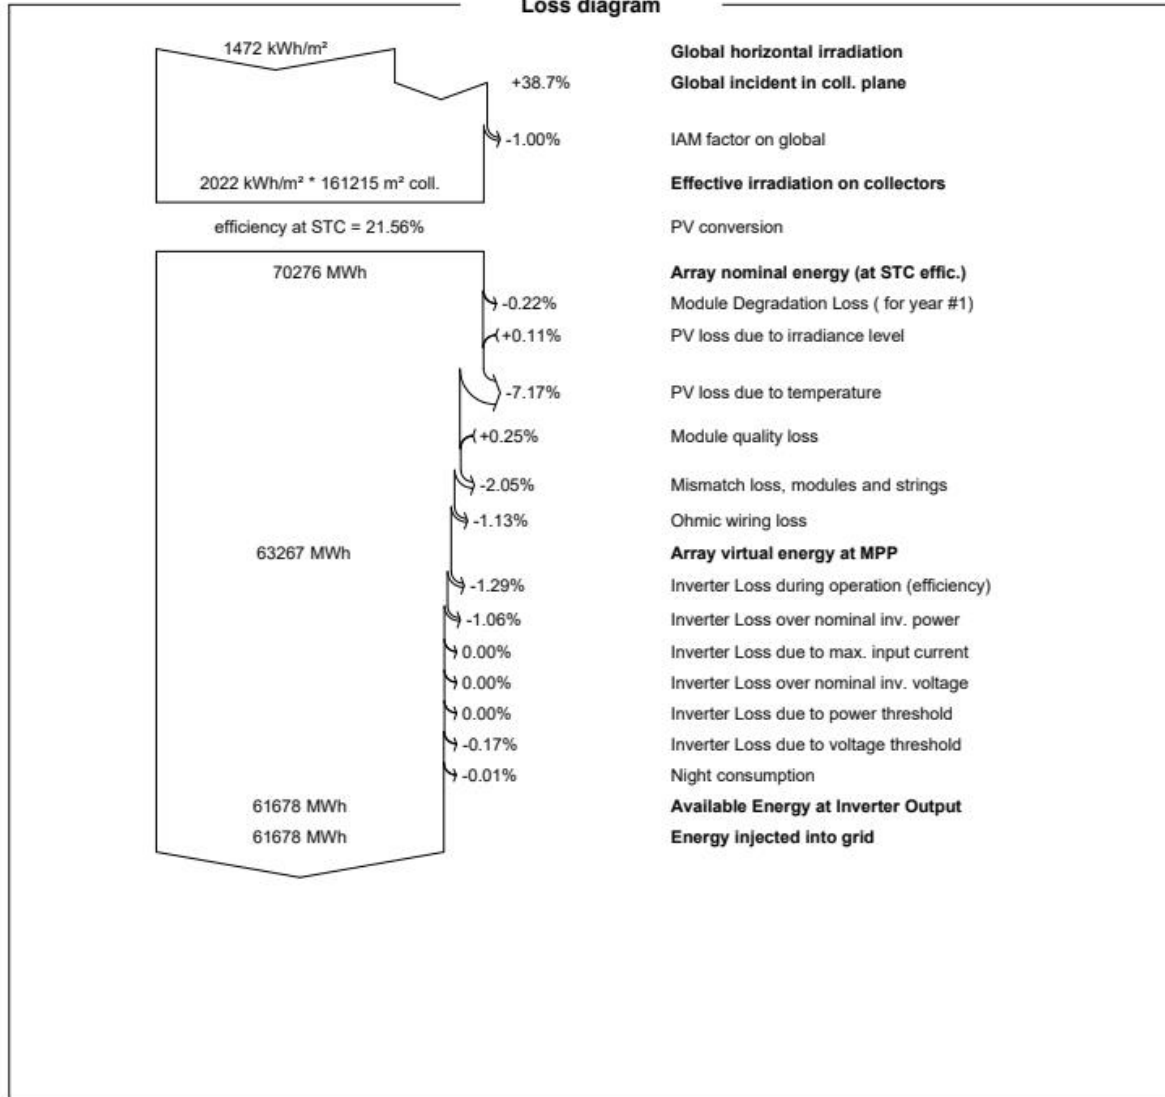 Loss diagram
1472 kWh/m² Global horizontal irradiation
+38.7% Global incident in coll. plane
-1.00% IAM factor on global
2022 kWh/m² * 161215 m² coll. Effective irradiation on collectors
efficiency at STC = 21.56% PV conversion
70276 MWh Array nominal energy (at STC effic.)
-0.22% Module Degradation Loss ( for year #1)
+0.11% PV loss due to irradiance level
-7.17% PV loss due to temperature
+0.25% Module quality loss
-2.05% Mismatch loss, modules and strings
-1.13% Ohmic wiring loss
63267 MWh Array virtual energy at MPP
-1.29% Inverter Loss during operation (efficiency)
-1.06% Inverter Loss over nominal inv. power
0.00% Inverter Loss due to max. input current
0.00% Inverter Loss over nominal inv. voltage
0.00% Inverter Loss due to power threshold
-0.17% Inverter Loss due to voltage threshold
-0.01% Night consumption
61678 MWh Available Energy at Inverter Output
61678 MWh Energy injected into grid